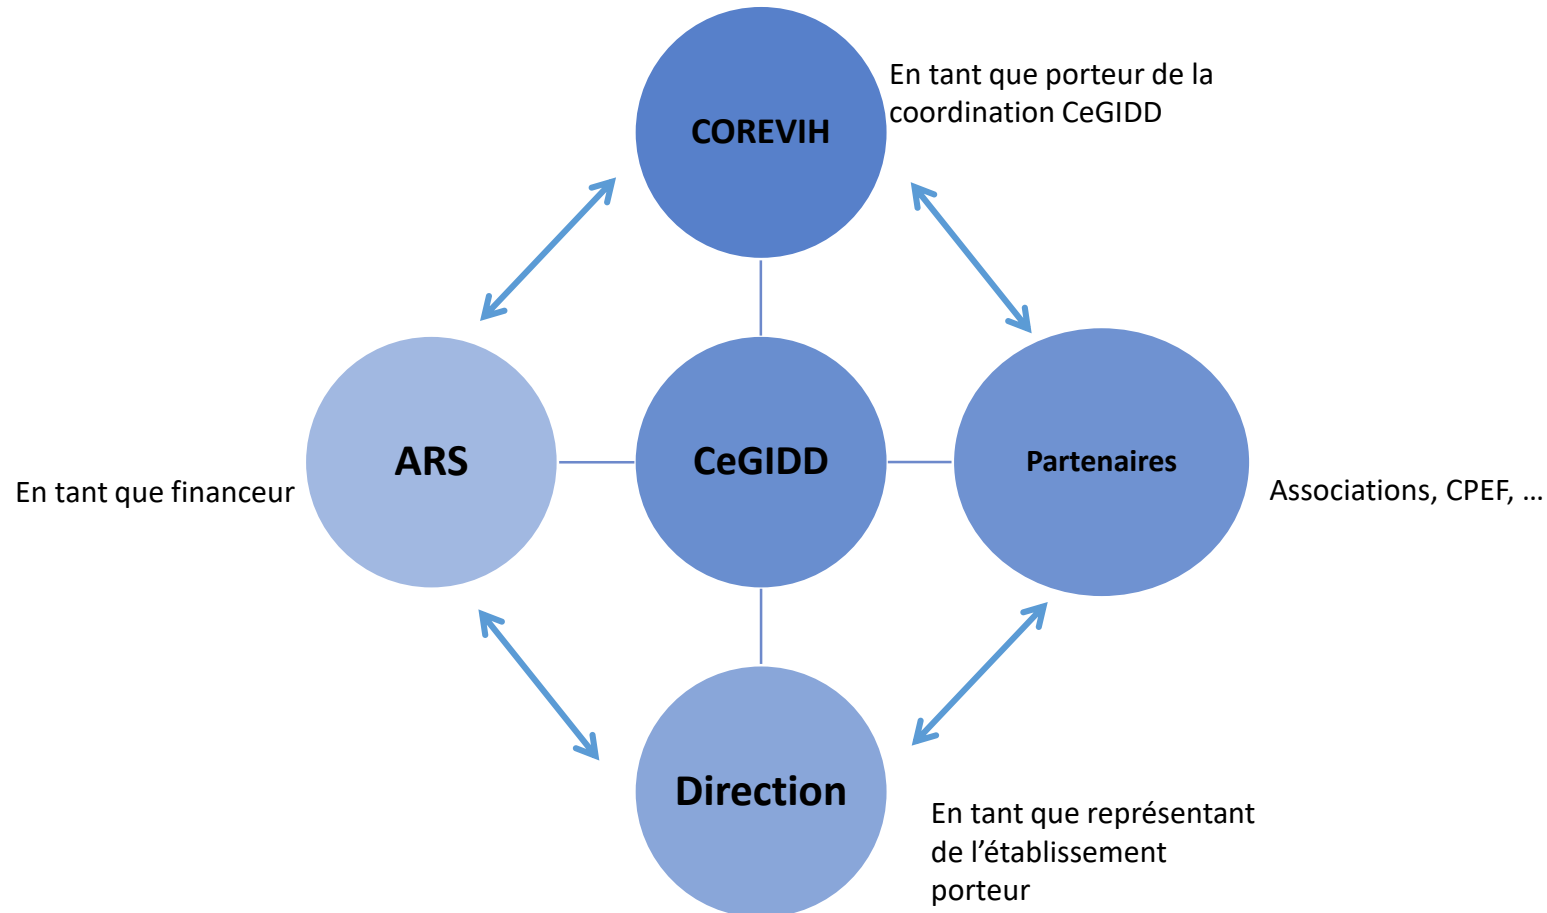 COREVIH
En tant que porteur de la
coordination CeGIDD
ARS
CeGIDD
Partenaires
En tant que financeur
Associations, CPEF, …
Direction
En tant que représentant
de l’établissement
porteur